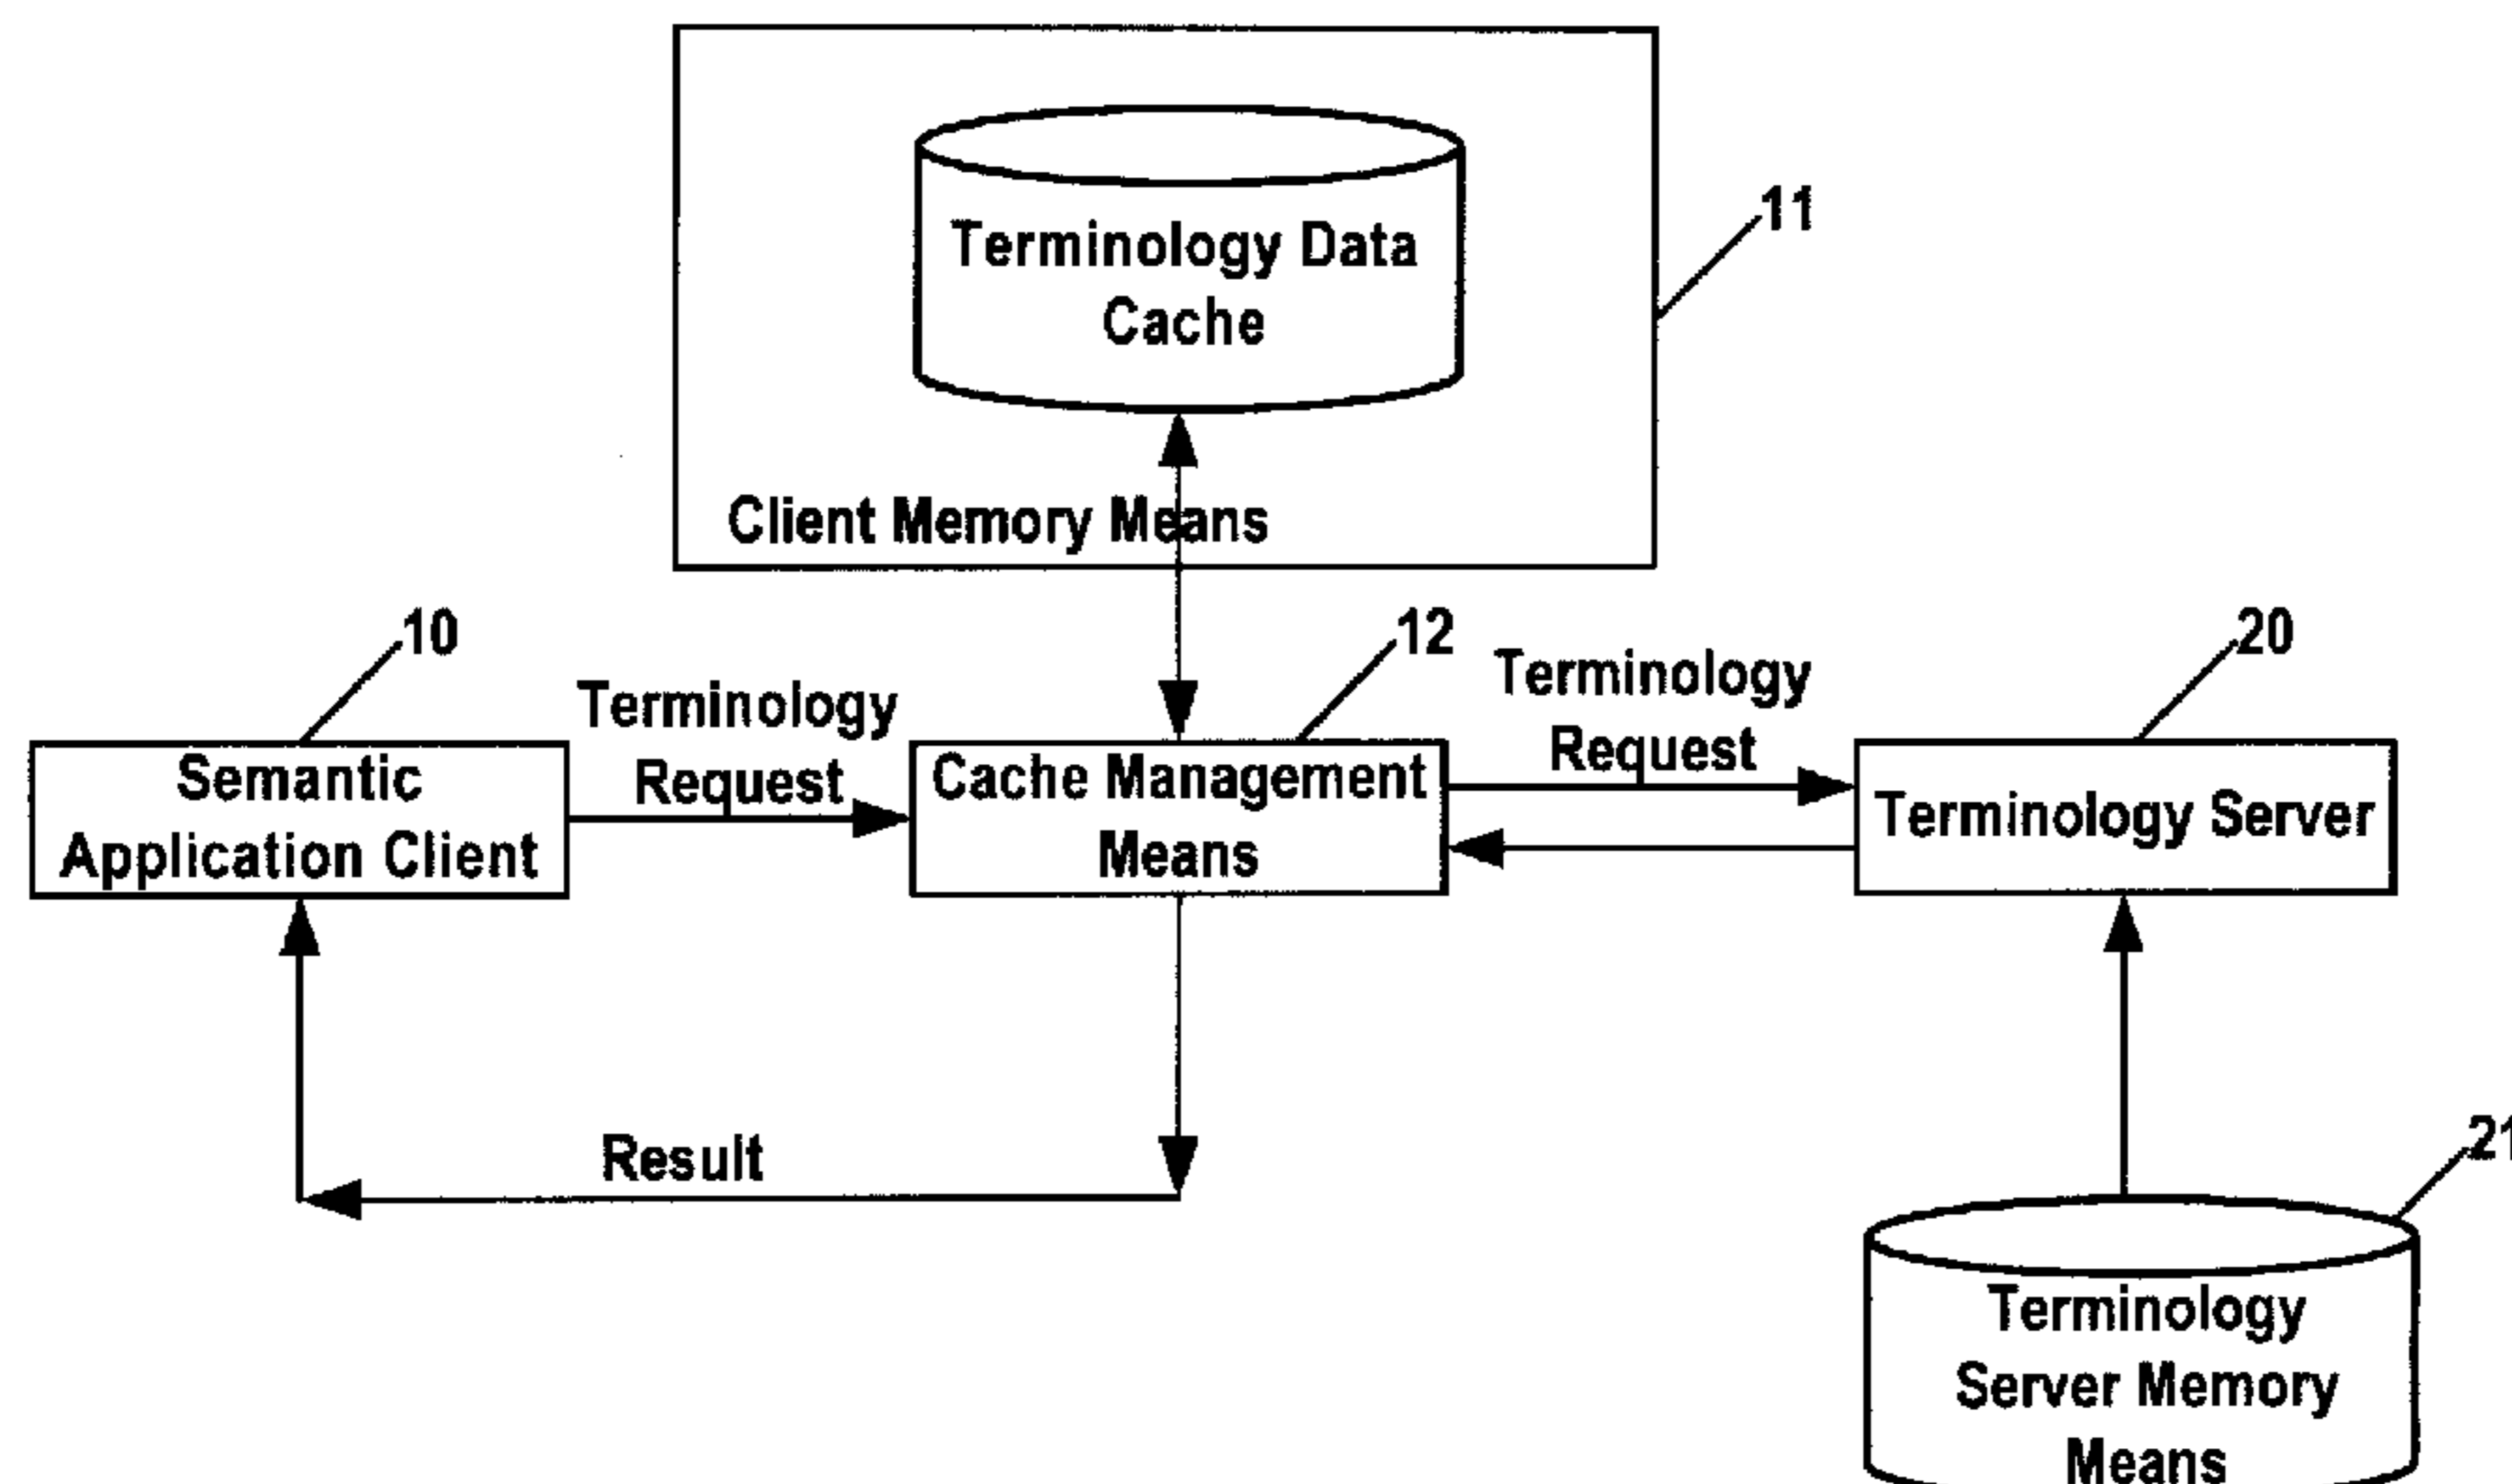 Terminology Data
Cache
11
Client Memory Means
10
12
20
Terminology
Request
Terminology
Request
Semantic
Application Client
Cache Management
Means
Terminology Server
Result
21
Terminology
Server Memory
Means